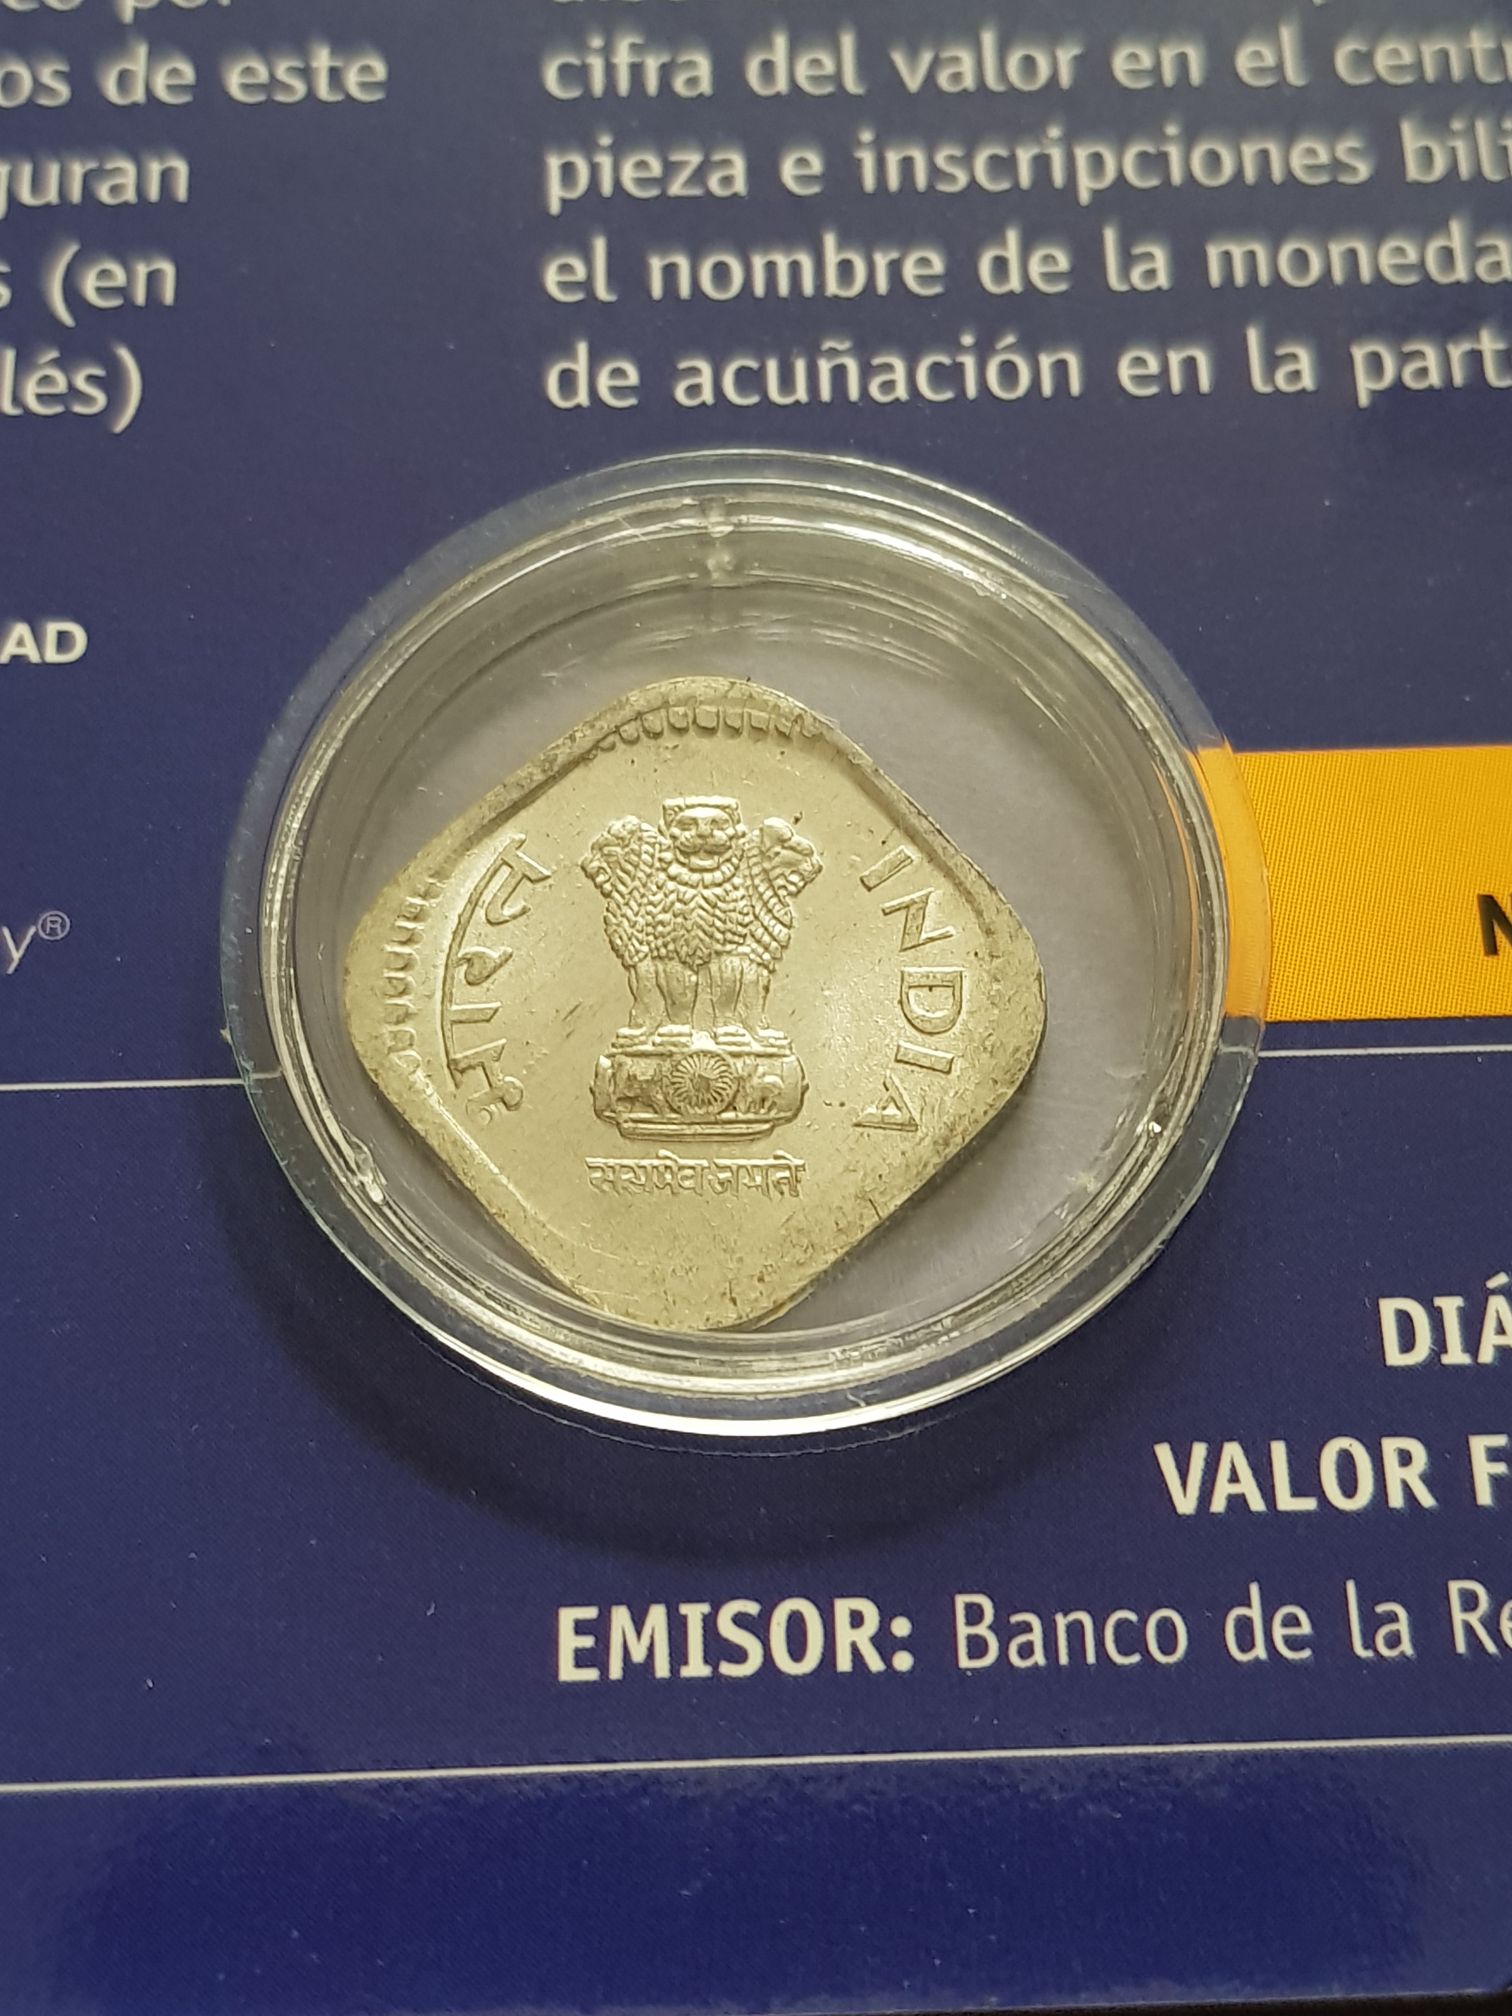 os de este
guran
s (en
lés)
cifra del valor en el cent
pieza e inscripciones bili
el nombre de la moneda
de acuñación en la part
AD
y®
भारत
INDIA
सत्यमेव जयते
N
DIÁ
VALOR F
EMISOR: Banco de la Re